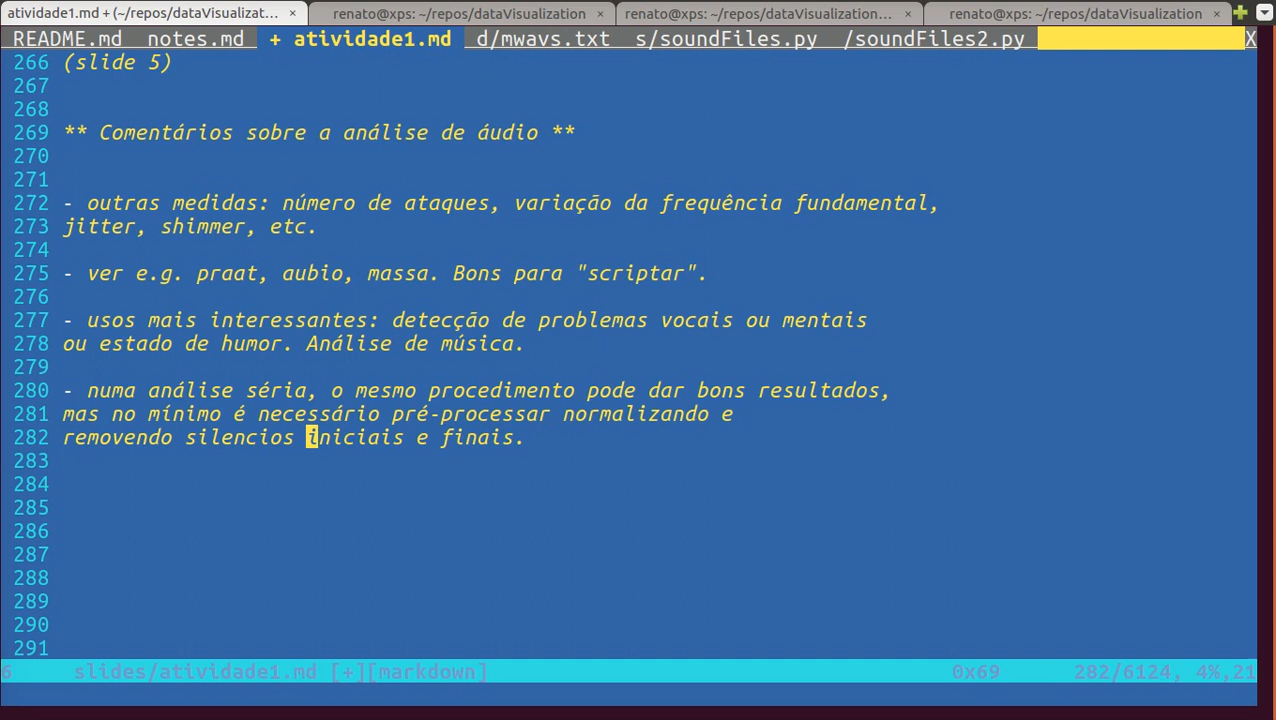 atividade1.md + (~/repos/dataVisualizat... × renato@xps: ~/repos/dataVisualization × renato@xps: ~/repos/dataVisualization... × renato@xps: ~/repos/dataVisualization ×
README.md notes.md + atividade1.md d/mwavs.txt s/soundFiles.py /soundFiles2.py X
266 (slide 5)
267
268
269 ** Comentários sobre a análise de áudio **
270
271
272 - outras medidas: número de ataques, variação da frequência fundamental,
273 jitter, shimmer, etc.
274
275 - ver e.g. praat, aubio, massa. Bons para "scriptar".
276
277 - usos mais interessantes: detecção de problemas vocais ou mentais
278 ou estado de humor. Análise de música.
279
280 - numa análise séria, o mesmo procedimento pode dar bons resultados,
281 mas no mínimo é necessário pré-processar normalizando e
282 removendo silencios iniciais e finais.
283
284
285
286
287
288
289
290
291
6 slides/atividade1.md [+][markdown] 0x69 282/6124, 4%,21